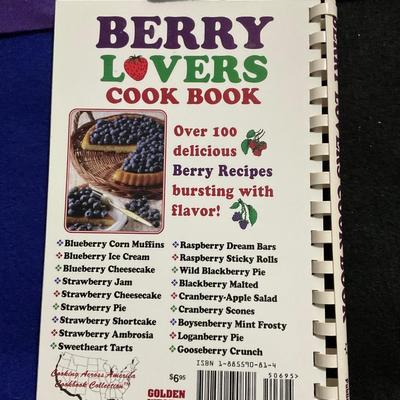 BERRY
LOVERS
COOK BOOK
Over 100
delicious
Berry Recipes
bursting with
flavor!
Blueberry Corn Muffins
Blueberry Ice Cream
Blueberry Cheesecake
Strawberry Jam
Strawberry Cheesecake
Strawberry Pie
Strawberry Shortcake
Strawberry Ambrosia
Sweetheart Tarts
Raspberry Dream Bars
Raspberry Sticky Rolls
Wild Blackberry Pie
Blackberry Malted
Cranberry-Apple Salad
Cranberry Scones
Boysenberry Mint Frosty
Loganberry Pie
Gooseberry Crunch
Cooking Across America
Cookbook Collection™
$6.95
GOLDEN
ISBN 1-885590-81-4
50695>